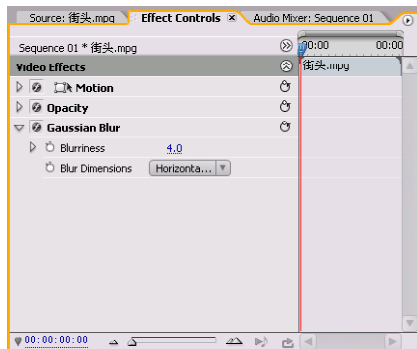 Source: 街头.mpg Effect Controls Audio Mixer: Sequence 01
Sequence 01 * 街头.mpg 00:00 00:00
Video Effects 街头.mpg
Motion
Opacity
Gaussian Blur
Blurriness 4.0
Blur Dimensions Horizonta...
00:00:00:00